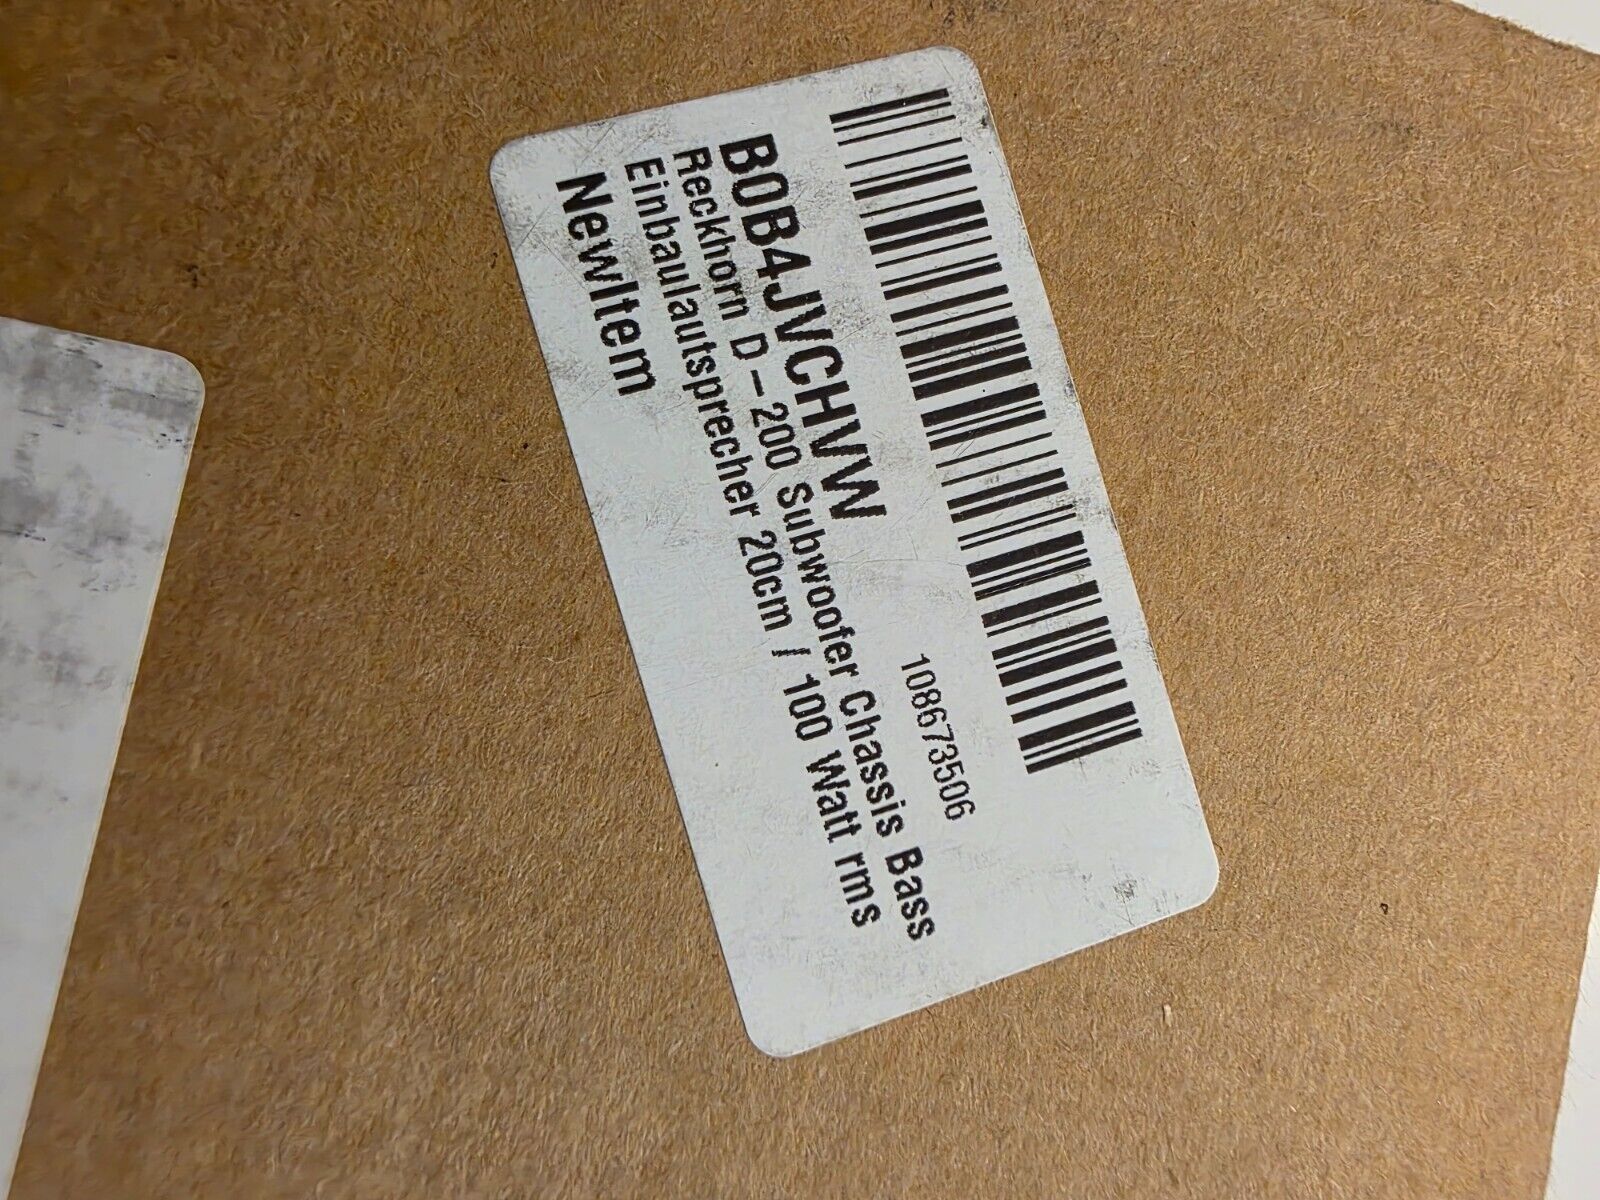 108673506
B0B4JVCHVW
Reckhorn D-200 Subwoofer Chassis Bass
Einbaulautsprecher 20cm / 100 Watt rms
NewItem